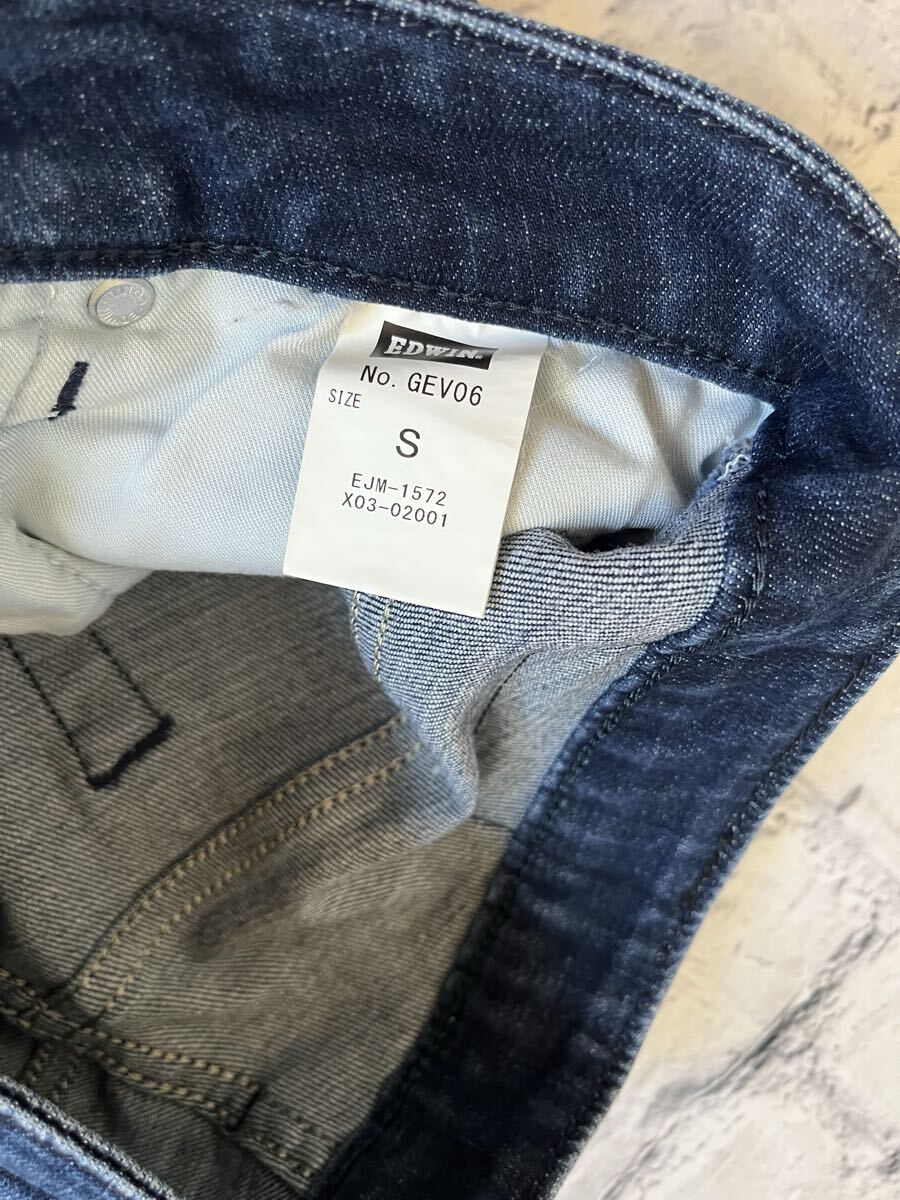 EDWIN
No. GEV06
SIZE
S
EJM-1572
X03-02001